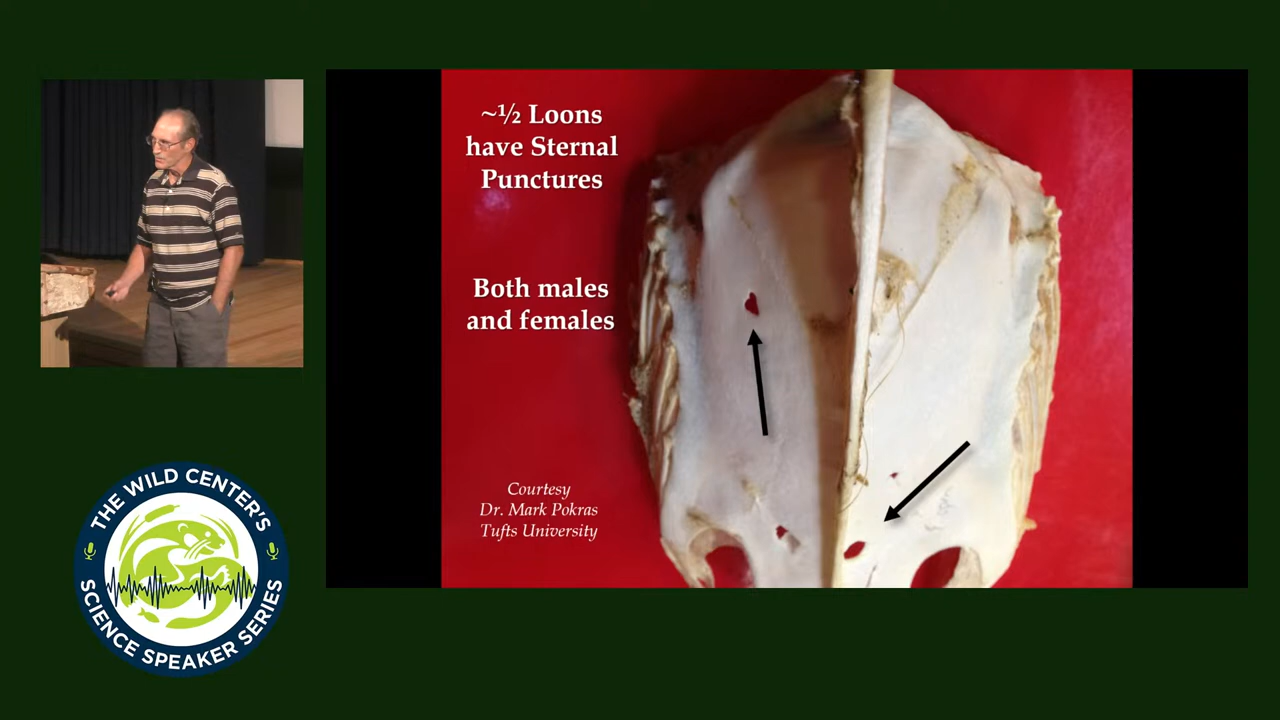 ~½ Loons
have Sternal
Punctures
Both males
and females
Courtesy
Dr. Mark Pokras
Tufts University
THE WILD CENTER'S
SCIENCE SPEAKER SERIES